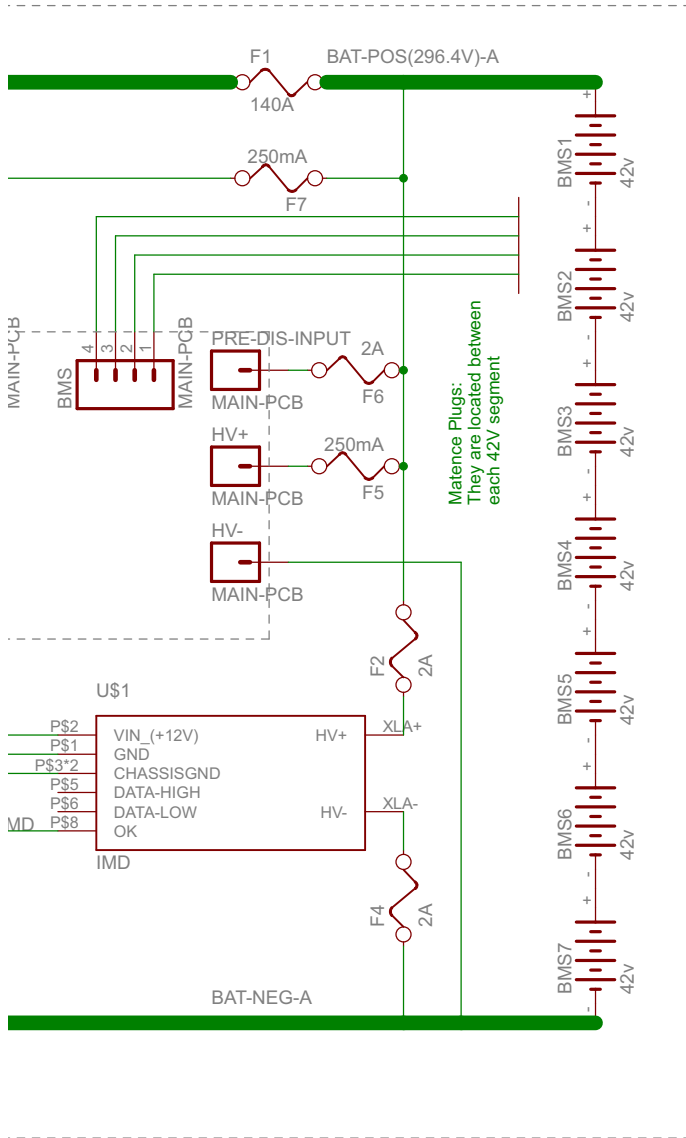 F1
BAT-POS(296.4V)-A
140A
+
BMS1
42v
-
250mA
F7
+
BMS2
42v
-
MAIN-PCB
4
3
2
1
BMS
MAIN-PCB
PRE-DIS-INPUT
2A
F6
MAIN-PCB
HV+
250mA
F5
MAIN-PCB
HV-
MAIN-PCB
Matence Plugs:
They are located between
each 42V segment
+
BMS3
42v
-
+
BMS4
42v
-
F2
2A
+
BMS5
42v
-
U$1
P$2
VIN_(+12V)
HV+
XLA+
P$1
GND
P$3*2
CHASSISGND
P$5
DATA-HIGH
P$6
DATA-LOW
HV-
XLA-
MD
P$8
OK
IMD
+
BMS6
42v
-
F4
2A
+
BMS7
42v
-
BAT-NEG-A